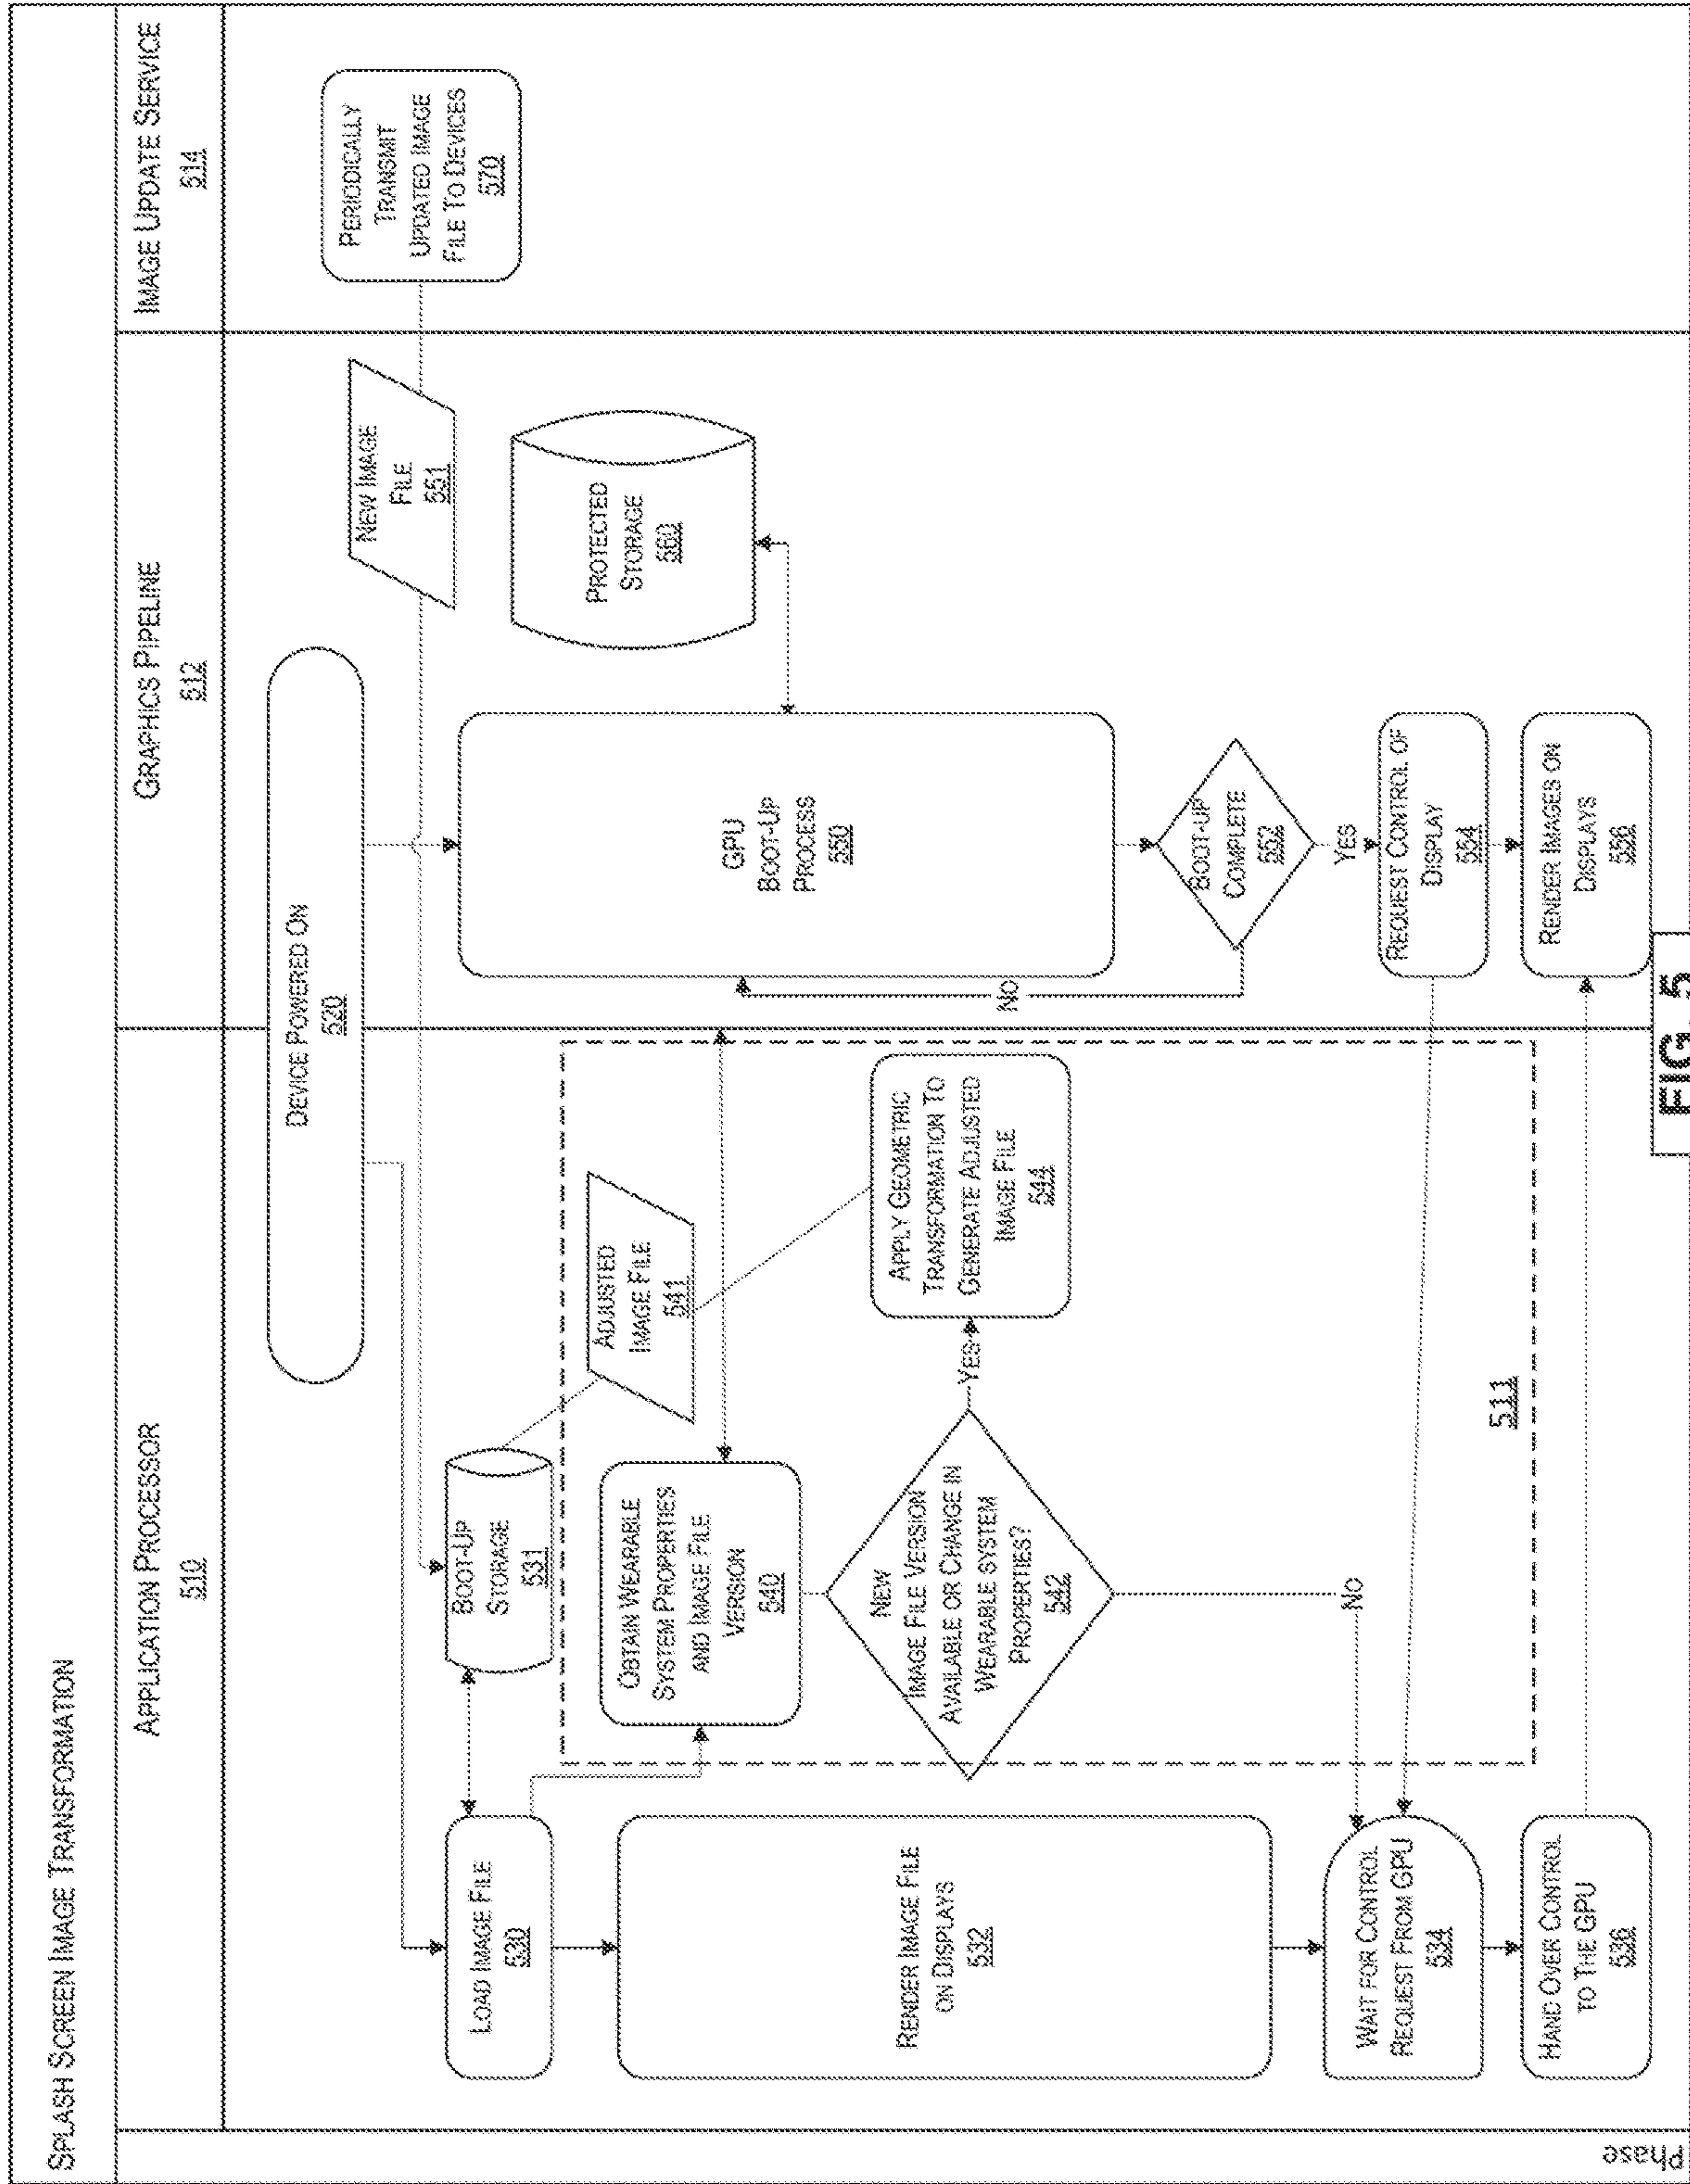 SPLASH SCREEN IMAGE TRANSFORMATION
APPLICATION PROCESSOR
510
GRAPHICS PIPELINE
512
IMAGE UPDATE SERVICE
514
DEVICE POWERED ON
520
PERIODICALLY
TRANSMIT
UPDATED IMAGE
FILE TO DEVICES
570
NEW IMAGE
FILE
551
LOAD IMAGE FILE
530
BOOT-UP
STORAGE
531
ADJUSTED
IMAGE FILE
541
PROTECTED
STORAGE
560
OBTAIN WEARABLE
SYSTEM PROPERTIES
AND IMAGE FILE
VERSION
540
GPU
BOOT-UP
PROCESS
550
RENDER IMAGE FILE
ON DISPLAYS
532
NEW
IMAGE FILE VERSION
AVAILABLE OR CHANGE IN
WEARABLE SYSTEM
PROPERTIES?
542
YES
APPLY GEOMETRIC
TRANSFORMATION TO
GENERATE ADJUSTED
IMAGE FILE
544
NO
NO
BOOT-UP
COMPLETE
552
YES
511
WAIT FOR CONTROL
REQUEST FROM GPU
534
REQUEST CONTROL OF
DISPLAY
554
HAND OVER CONTROL
TO THE GPU
536
RENDER IMAGES ON
DISPLAYS
556
Phase
FIG. 5